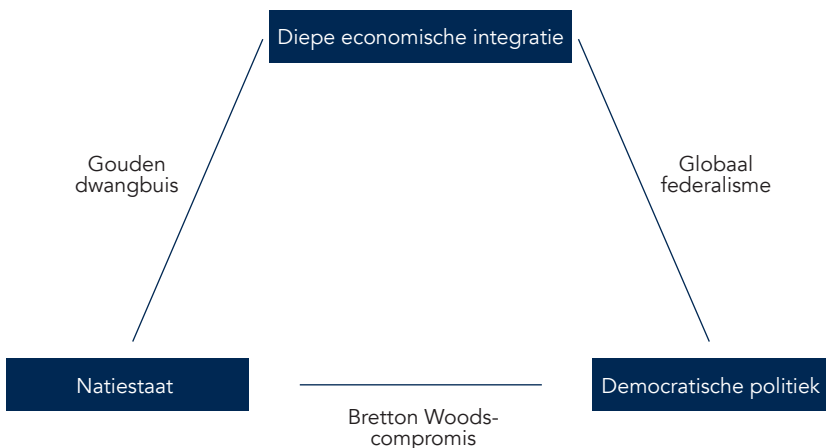 Diepe economische integratie
Gouden
dwangbuis
Globaal
federalisme
Natiestaat
Democratische politiek
Bretton Woods-
compromis